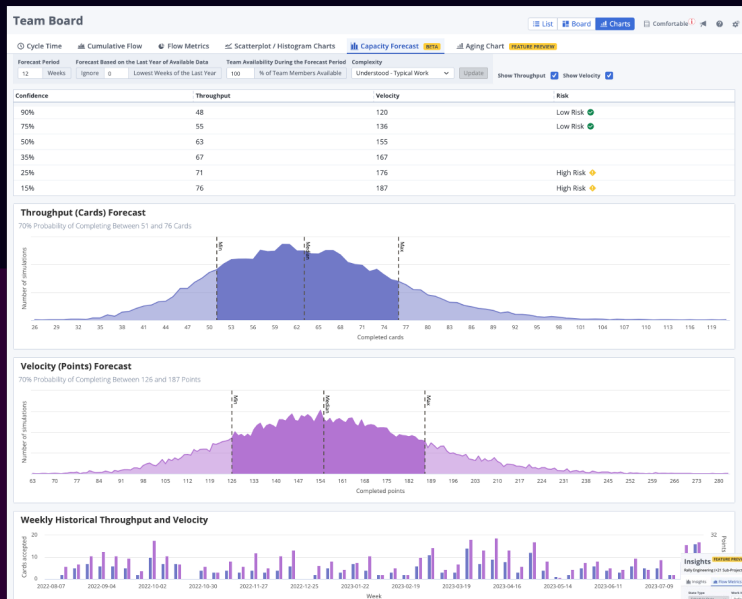 Team Board
List Board Charts Comfortable
Cycle Time Cumulative Flow Flow Metrics Scatterplot / Histogram Charts Capacity Forecast BETA Aging Chart FEATURE PREVIEW
Forecast Period Forecast Based on the Last Year of Available Data Team Availability During the Forecast Period Complexity
12 Weeks Ignore 0 Lowest Weeks of the Last Year 100 % of Team Members Available Understood - Typical Work Update Show Throughput Show Velocity
Confidence Throughput Velocity Risk
90% 48 120 Low Risk
75% 55 136 Low Risk
50% 63 155
35% 67 167
25% 71 176 High Risk
15% 76 187 High Risk
Throughput (Cards) Forecast
70% Probability of Completing Between 51 and 76 Cards
Number of simulations
Min
Median
Max
26 29 32 35 38 41 44 47 50 53 56 59 62 65 68 71 74 77 80 83 86 89 92 95 98 101 104 107 110 113 116 119
Completed cards
Velocity (Points) Forecast
70% Probability of Completing Between 126 and 187 Points
Number of simulations
Min
Median
Max
63 70 77 84 91 98 105 112 119 126 133 140 147 154 161 168 175 182 189 196 203 210 217 224 231 238 245 252 259 266 273 280
Completed points
Weekly Historical Throughput and Velocity
Cards accepted
20
10
0
32
Points
2022-08-07 2022-09-04 2022-10-02 2022-10-30 2022-11-27 2022-12-25 2023-01-22 2023-02-19 2023-03-19 2023-04-16 2023-05-14 2023-06-11 2023-07-09
Week
Insights FEATURE PREV
Insights Flow Metrics